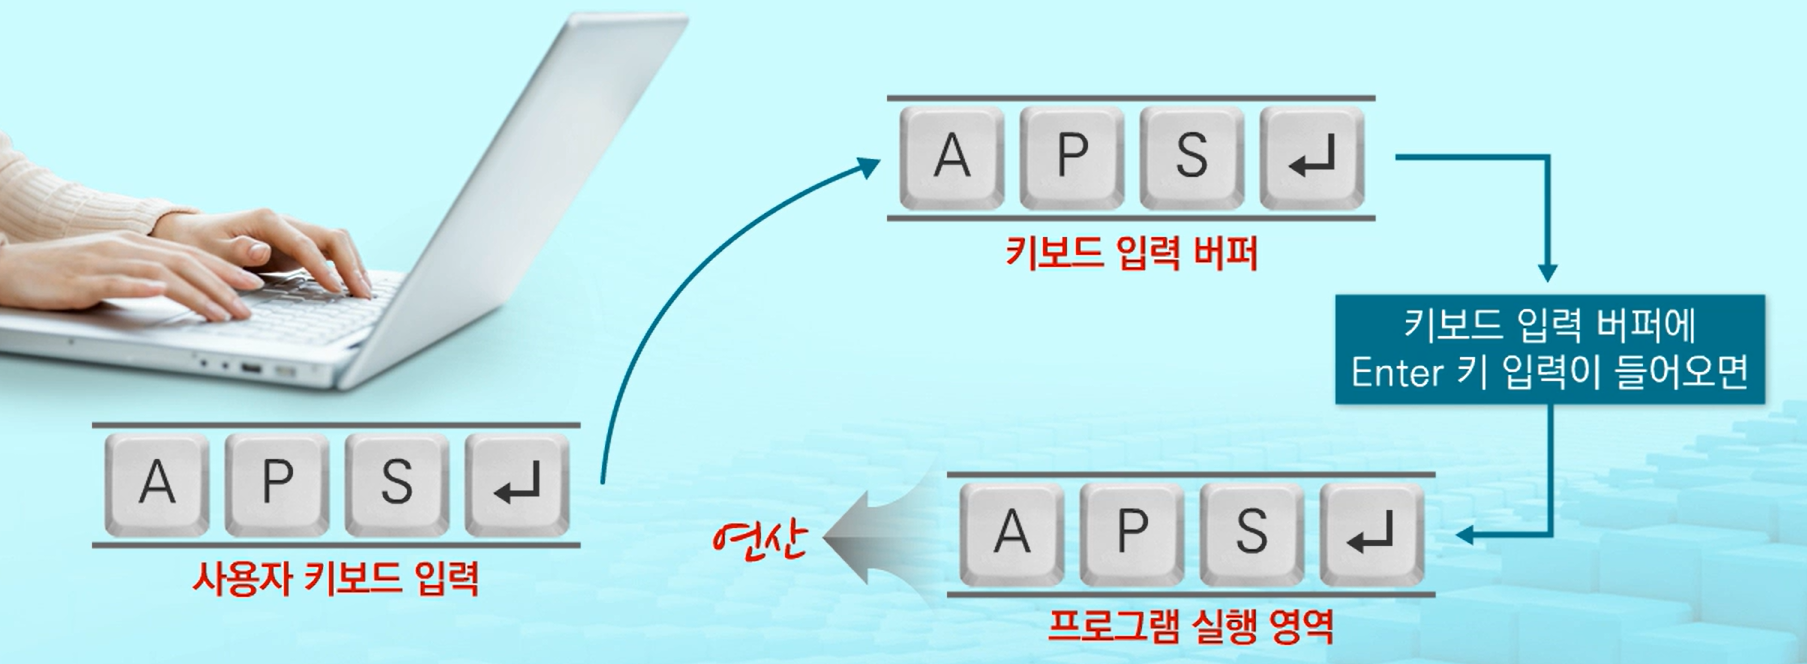 A P S ↵
사용자 키보드 입력
A P S ↵
키보드 입력 버퍼
키보드 입력 버퍼에
Enter 키 입력이 들어오면
A P S ↵
프로그램 실행 영역
연산